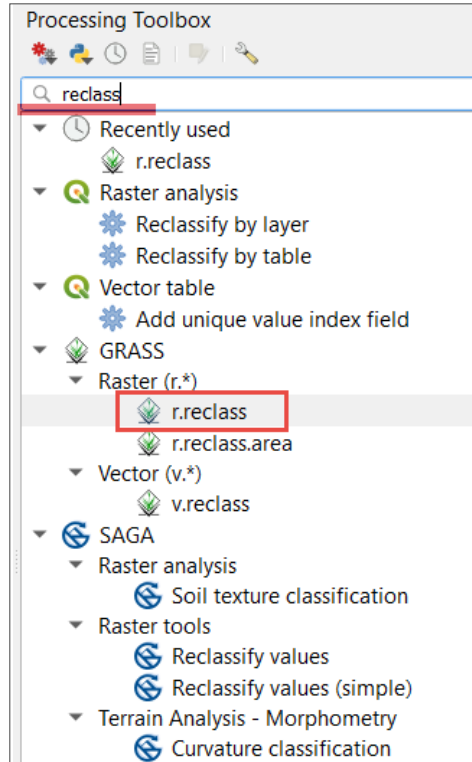 Processing Toolbox
reclass
Recently used
r.reclass
Raster analysis
Reclassify by layer
Reclassify by table
Vector table
Add unique value index field
GRASS
Raster (r.*)
r.reclass
r.reclass.area
Vector (v.*)
v.reclass
SAGA
Raster analysis
Soil texture classification
Raster tools
Reclassify values
Reclassify values (simple)
Terrain Analysis - Morphometry
Curvature classification